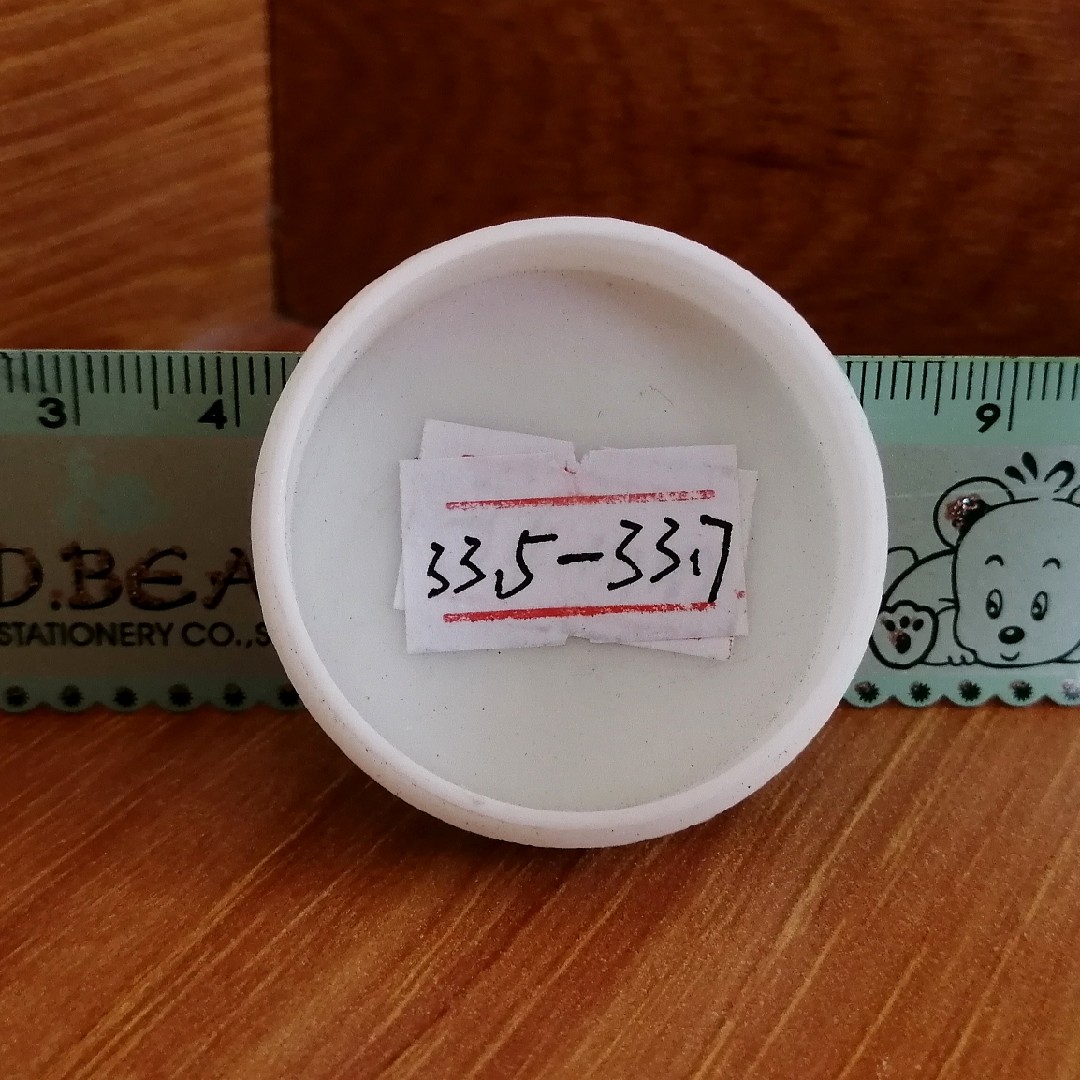 3 4 9
33.5-33.7
D.BEA
STATIONERY CO.,S